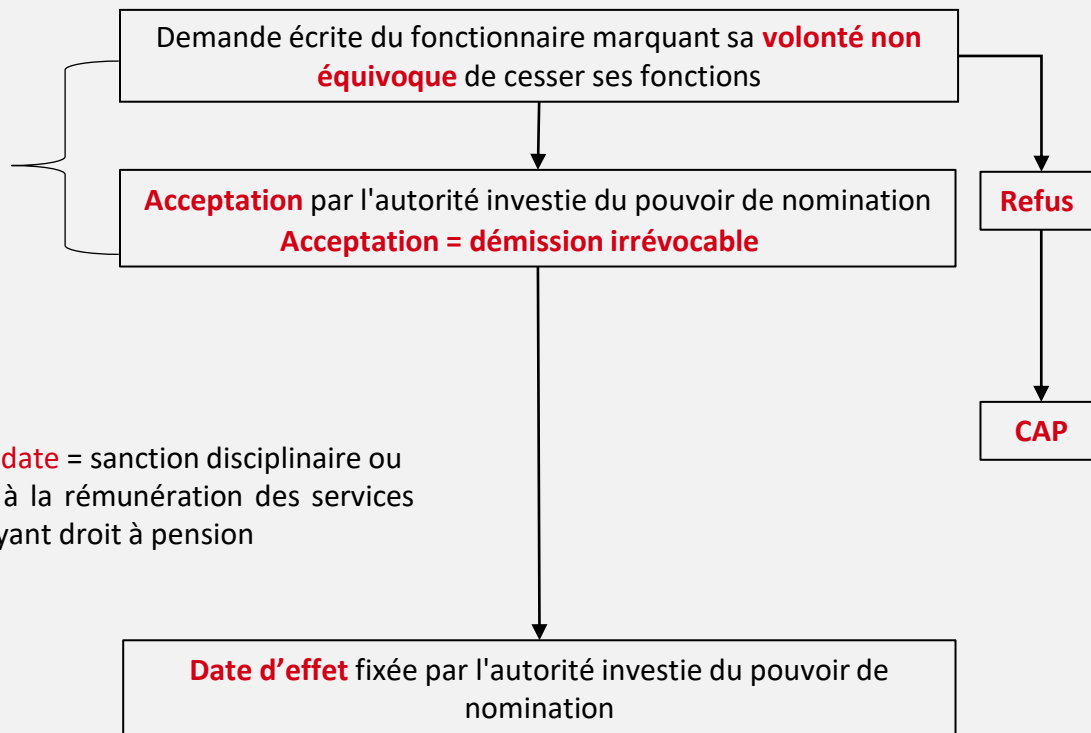 Demande écrite du fonctionnaire marquant sa volonté non
équivoque de cesser ses fonctions
Acceptation par l'autorité investie du pouvoir de nomination
Acceptation = démission irrévocable
Refus
CAP
date = sanction disciplinaire ou
à la rémunération des services
droit à pension
Date d’effet fixée par l'autorité investie du pouvoir de
nomination